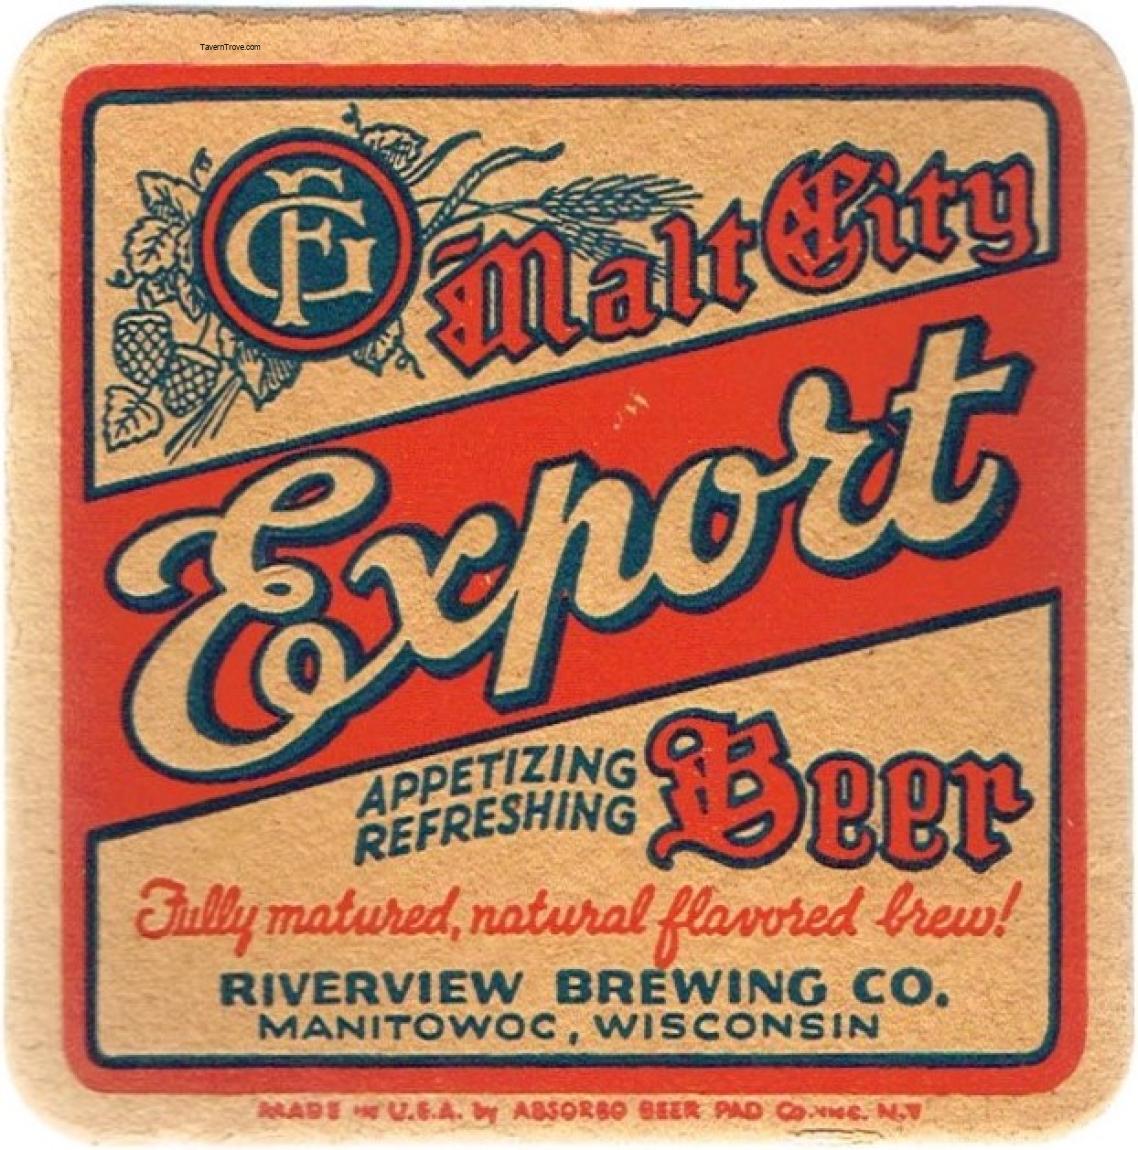 TavernTrove.com
GF
Malt City
Export
APPETIZING
REFRESHING
Beer
Fully matured, natural flavored brew!
RIVERVIEW BREWING CO.
MANITOWOC, WISCONSIN
MADE IN U.S.A. by ABSORBO BEER PAD Co. INC. N.Y